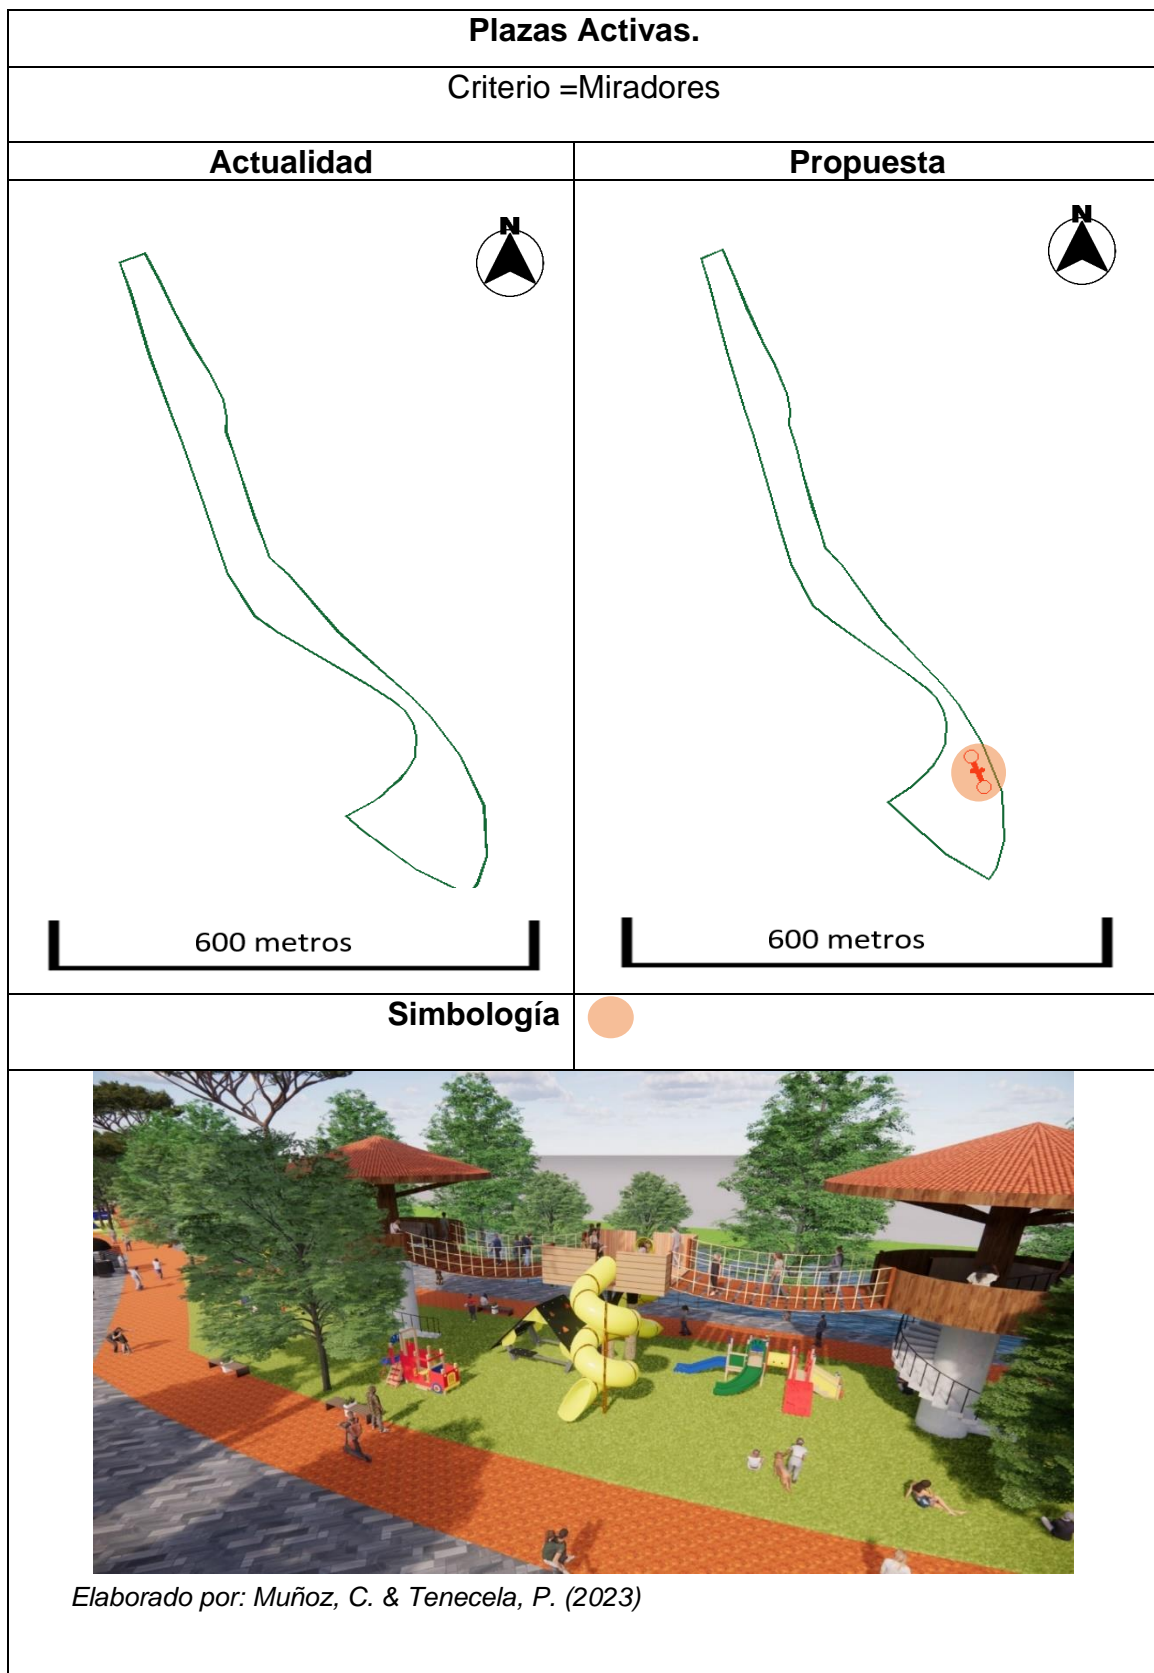 Plazas Activas.
Criterio =Miradores
Actualidad
Propuesta
N
N
600 metros
600 metros
Simbología
Elaborado por: Muñoz, C. & Tenecela, P. (2023)